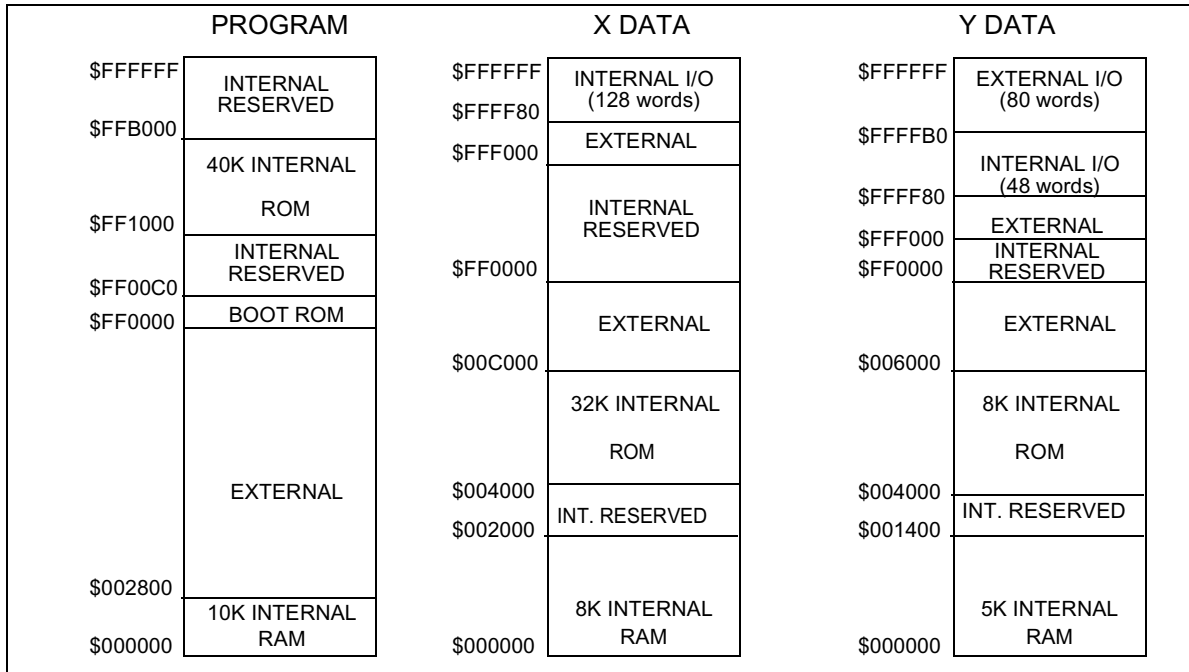 PROGRAM
$FFFFFF
INTERNAL
RESERVED
$FFB000
40K INTERNAL
ROM
$FF1000
INTERNAL
RESERVED
$FF00C0
BOOT ROM
$FF0000
EXTERNAL
$002800
10K INTERNAL
RAM
$000000
X DATA
$FFFFFF
INTERNAL I/O
(128 words)
$FFFF80
EXTERNAL
$FFF000
INTERNAL
RESERVED
$FF0000
EXTERNAL
$00C000
32K INTERNAL
ROM
$004000
INT. RESERVED
$002000
8K INTERNAL
RAM
$000000
Y DATA
$FFFFFF
EXTERNAL I/O
(80 words)
$FFFFB0
INTERNAL I/O
(48 words)
$FFFF80
EXTERNAL
$FFF000
INTERNAL
RESERVED
$FF0000
EXTERNAL
$006000
8K INTERNAL
ROM
$004000
INT. RESERVED
$001400
5K INTERNAL
RAM
$000000